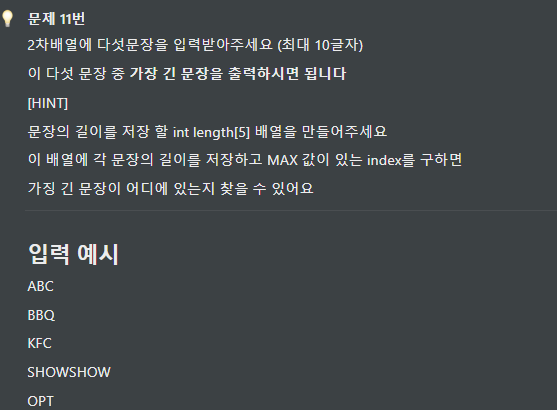 문제 11번
2차배열에 다섯문장을 입력받아주세요 (최대 10글자)
이 다섯 문장 중 가장 긴 문장을 출력하시면 됩니다
[HINT]
문장의 길이를 저장 할 int length[5] 배열을 만들어주세요
이 배열에 각 문장의 길이를 저장하고 MAX 값이 있는 index를 구하면
가징 긴 문장이 어디에 있는지 찾을 수 있어요
입력 예시
ABC
BBQ
KFC
SHOWSHOW
OPT